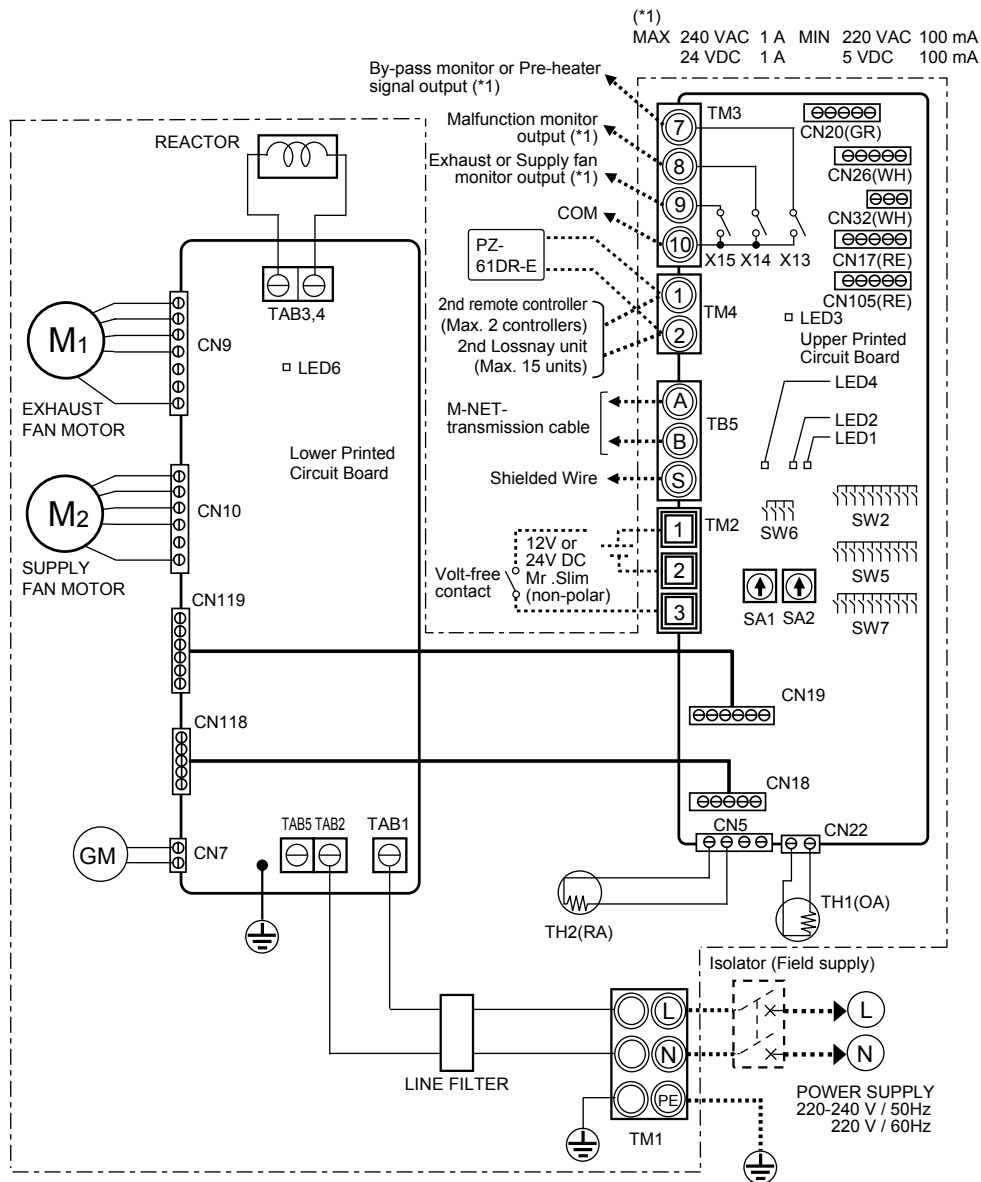 (*1)
MAX 240 VAC 1 A MIN 220 VAC 100 mA
24 VDC 1 A 5 VDC 100 mA
By-pass monitor or Pre-heater
signal output (*1)
Malfunction monitor
output (*1)
Exhaust or Supply fan
monitor output (*1)
COM
7
8
9
10
TM3
X15 X14 X13
CN20(GR)
CN26(WH)
CN32(WH)
CN17(RE)
CN105(RE)
PZ-
61DR-E
1
2
TM4
2nd remote controller
(Max. 2 controllers)
2nd Lossnay unit
(Max. 15 units)
LED3
Upper Printed
Circuit Board
LED4
LED2
LED1
M-NET-
transmission cable
A
B
S
TB5
Shielded Wire
1
2
3
TM2
12V or
24V DC
Mr .Slim
(non-polar)
Volt-free
contact
SW6
SW2
SW5
SW7
SA1 SA2
REACTOR
TAB3,4
M1
EXHAUST
FAN MOTOR
CN9
LED6
Lower Printed
Circuit Board
M2
SUPPLY
FAN MOTOR
CN10
CN119
CN118
CN19
CN18
GM
CN7
TAB5 TAB2 TAB1
CN5
CN22
TH2(RA)
TH1(OA)
Isolator (Field supply)
LINE FILTER
L
N
PE
TM1
L
N
POWER SUPPLY
220-240 V / 50Hz
220 V / 60Hz